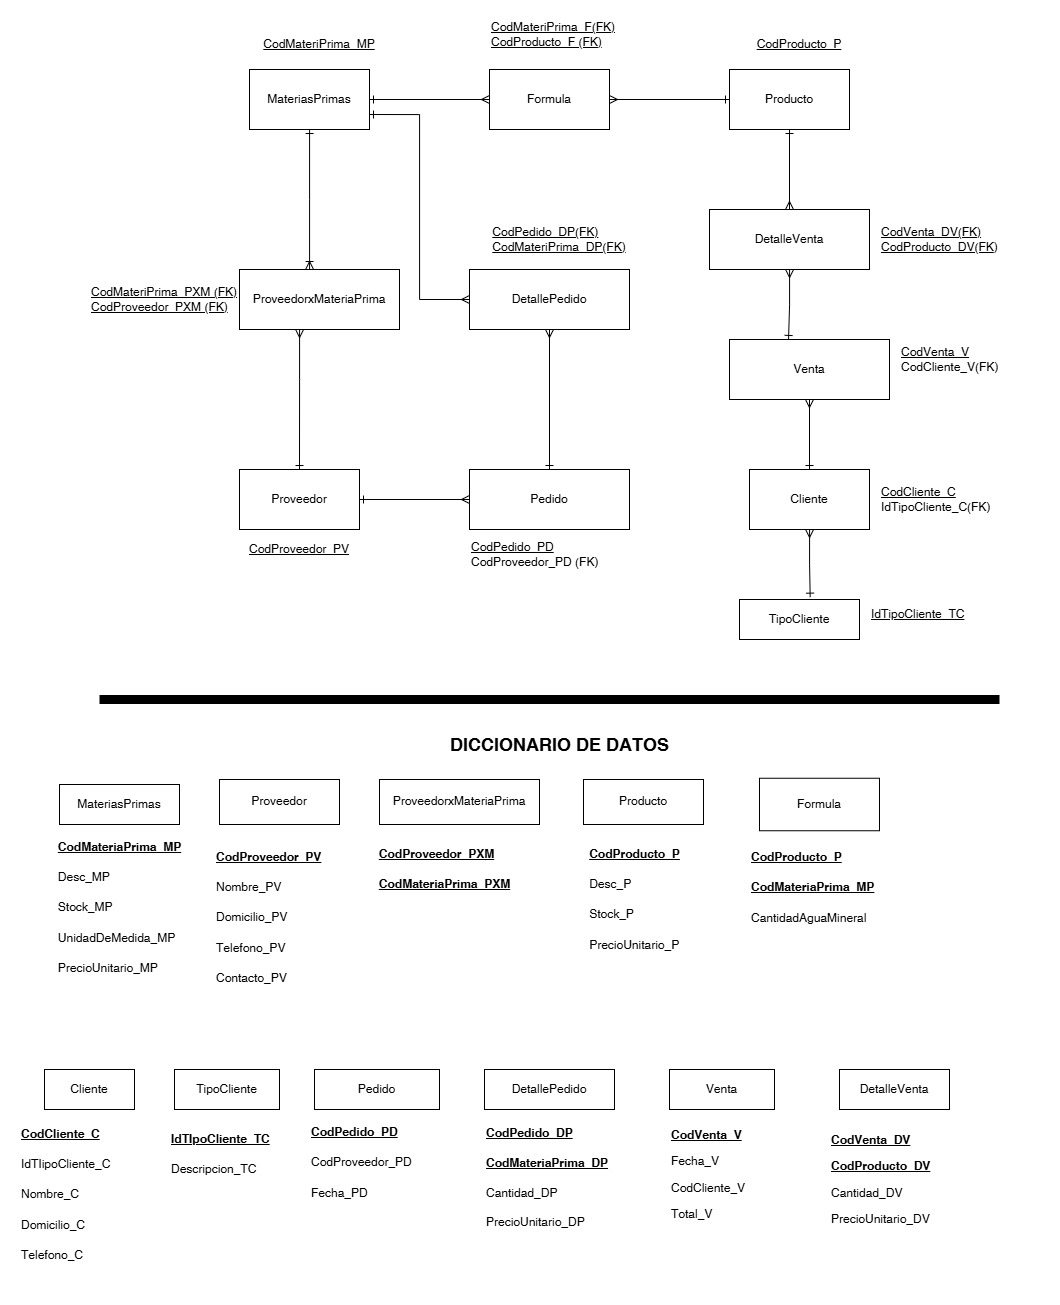 CodMateriPrima_F(FK)
CodProducto_F (FK)
CodMateriPrima_MP
CodProducto_P
MateriasPrimas
Formula
Producto
CodPedido_DP(FK)
CodMateriPrima_DP(FK)
DetalleVenta
CodVenta_DV(FK)
CodProducto_DV(FK)
CodMateriPrima_PXM (FK)
CodProveedor_PXM (FK)
ProveedorxMateriaPrima
DetallePedido
Venta
CodVenta_V
CodCliente_V(FK)
Proveedor
Pedido
Cliente
CodCliente_C
IdTipoCliente_C(FK)
CodProveedor_PV
CodPedido_PD
CodProveedor_PD (FK)
TipoCliente
IdTipoCliente_TC
DICCIONARIO DE DATOS
MateriasPrimas
CodMateriaPrima_MP
Desc_MP
Stock_MP
UnidadDeMedida_MP
PrecioUnitario_MP
Proveedor
CodProveedor_PV
Nombre_PV
Domicilio_PV
Telefono_PV
Contacto_PV
ProveedorxMateriaPrima
CodProveedor_PXM
CodMateriaPrima_PXM
Producto
CodProducto_P
Desc_P
Stock_P
PrecioUnitario_P
Formula
CodProducto_P
CodMateriaPrima_MP
CantidadAguaMineral
Cliente
CodCliente_C
IdTIipoCliente_C
Nombre_C
Domicilio_C
Telefono_C
TipoCliente
IdTIpoCliente_TC
Descripcion_TC
Pedido
CodPedido_PD
CodProveedor_PD
Fecha_PD
DetallePedido
CodPedido_DP
CodMateriaPrima_DP
Cantidad_DP
PrecioUnitario_DP
Venta
CodVenta_V
Fecha_V
CodCliente_V
Total_V
DetalleVenta
CodVenta_DV
CodProducto_DV
Cantidad_DV
PrecioUnitario_DV